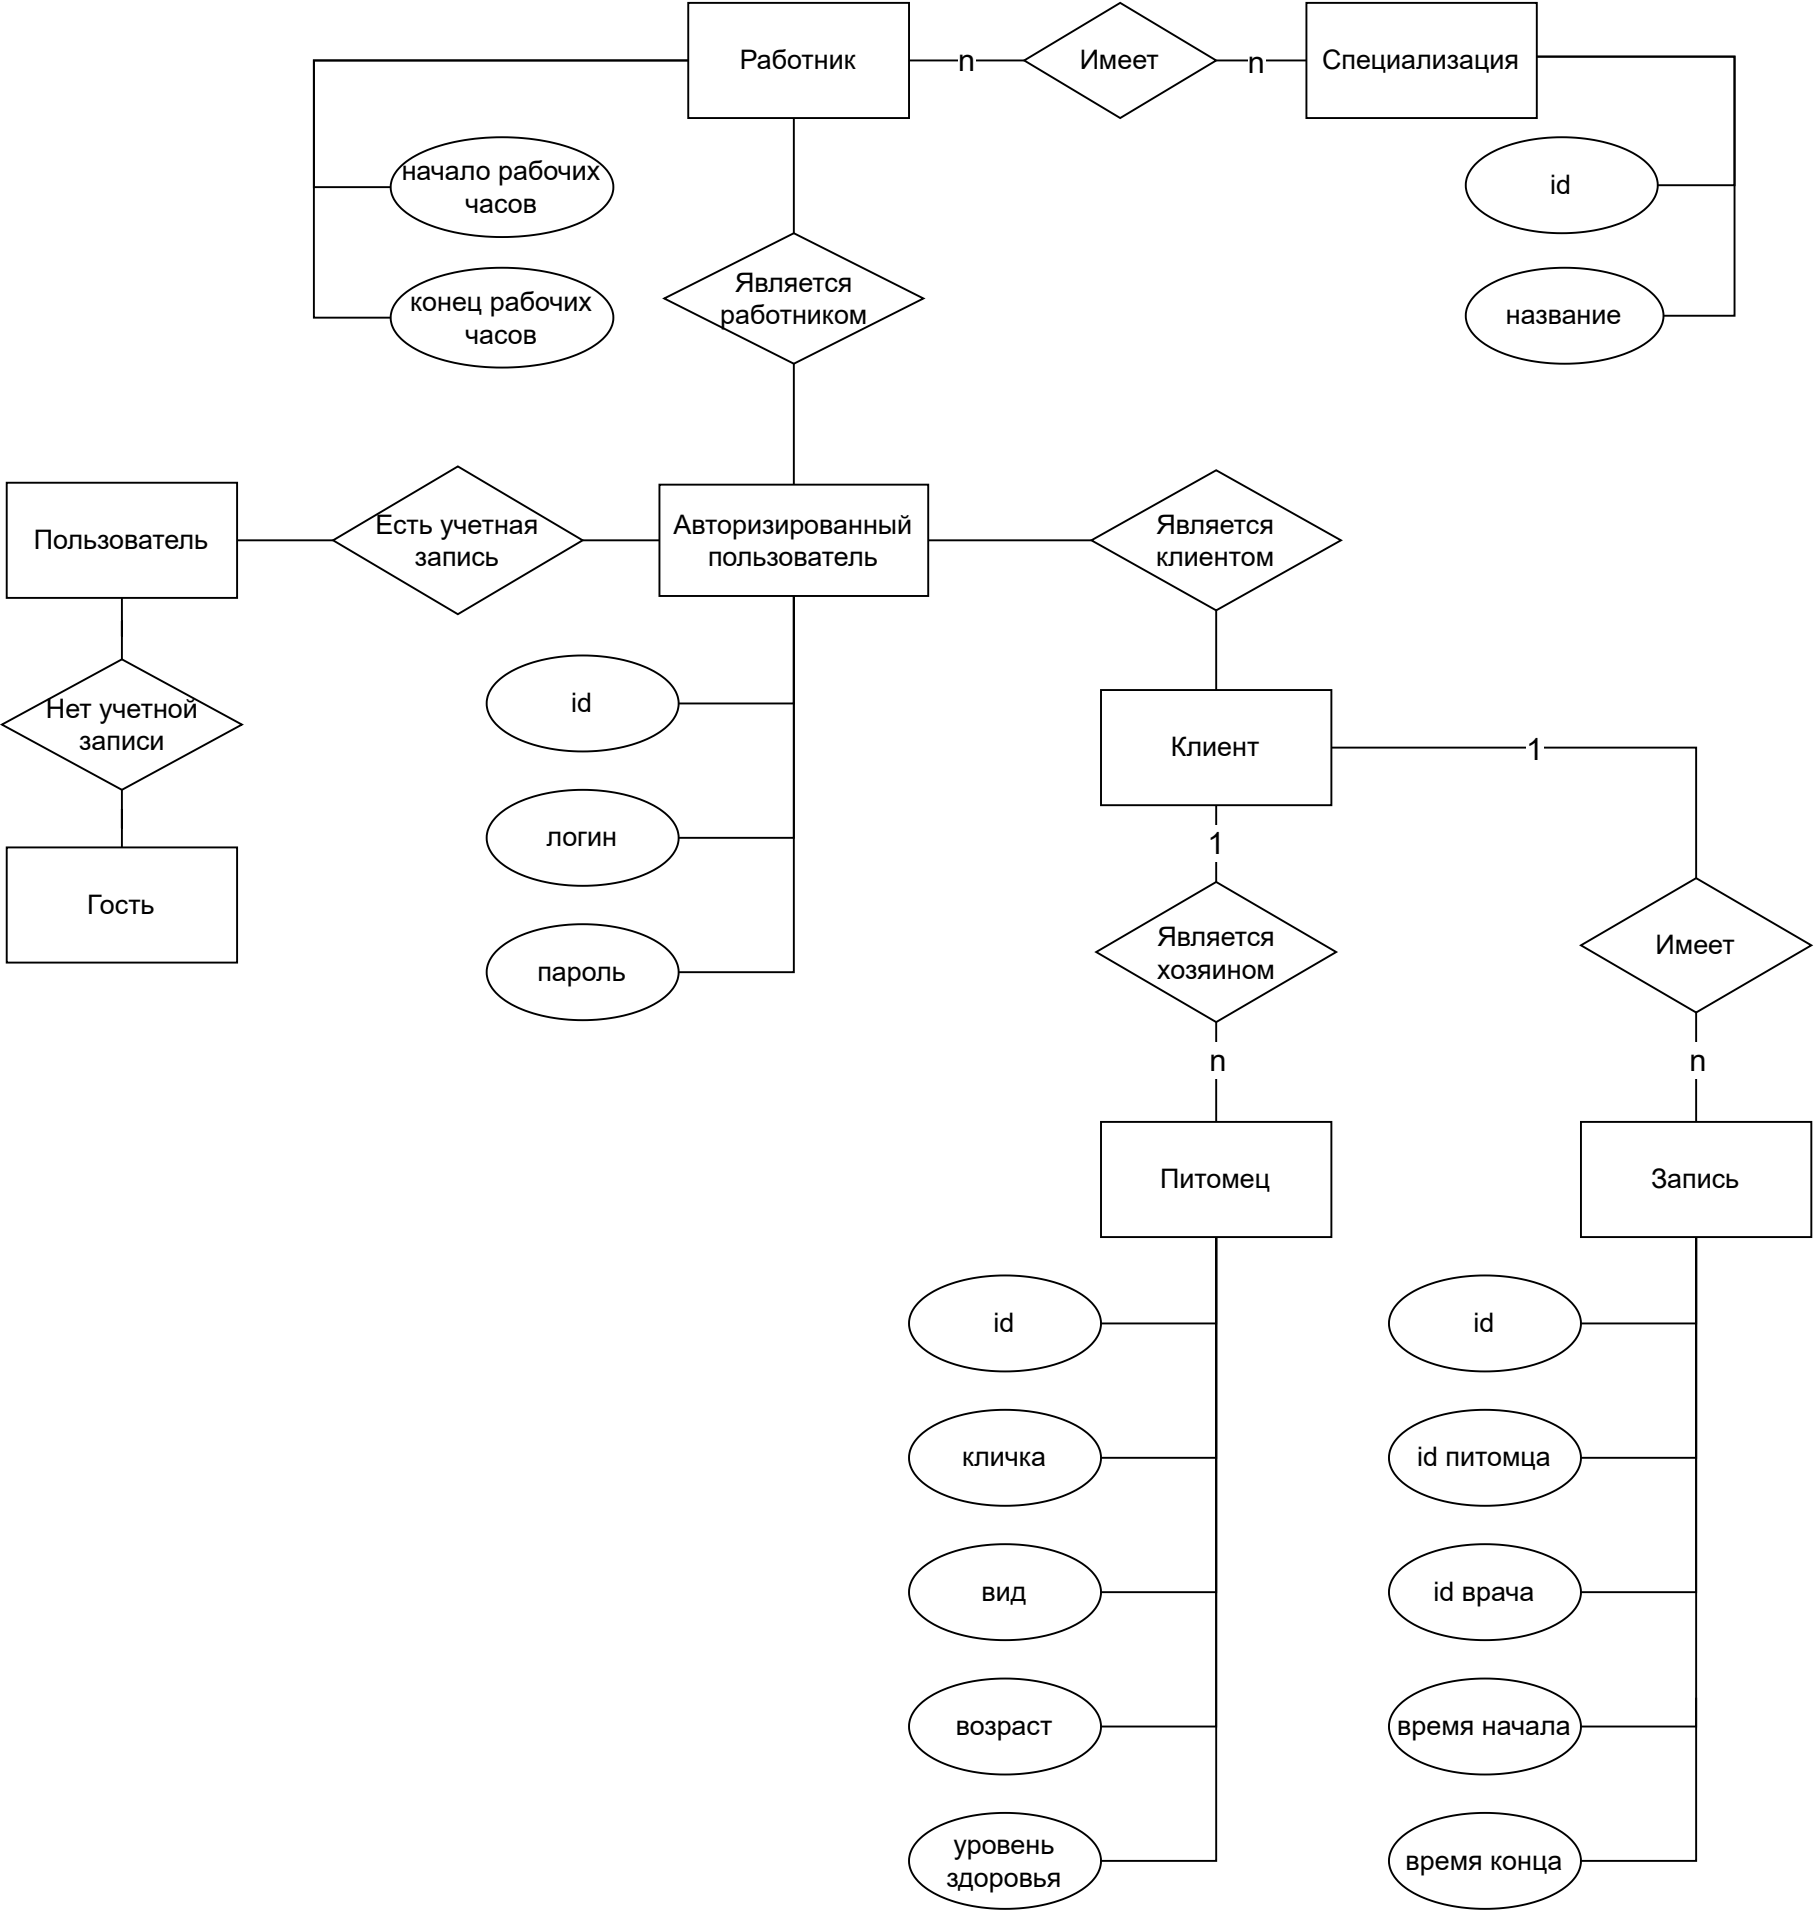 Работник
n
Имеет
n
Специализация
начало рабочих
часов
id
конец рабочих
часов
Является
работником
название
Пользователь
Есть учетная
запись
Авторизированный
пользователь
Является
клиентом
Нет учетной
записи
id
Клиент
1
логин
1
Гость
Является
хозяином
Имеет
пароль
n
n
Питомец
Запись
id
id
кличка
id питомца
вид
id врача
возраст
время начала
уровень
здоровья
время конца